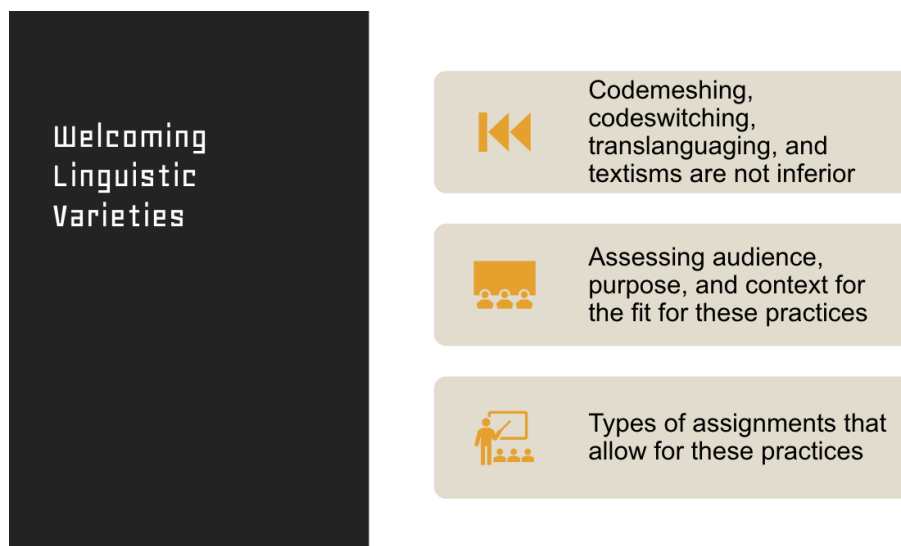 Welcoming
Linguistic
Varieties
Codemeshing,
codeswitching,
translanguaging, and
textisms are not inferior
Assessing audience,
purpose, and context for
the fit for these practices
Types of assignments that
allow for these practices